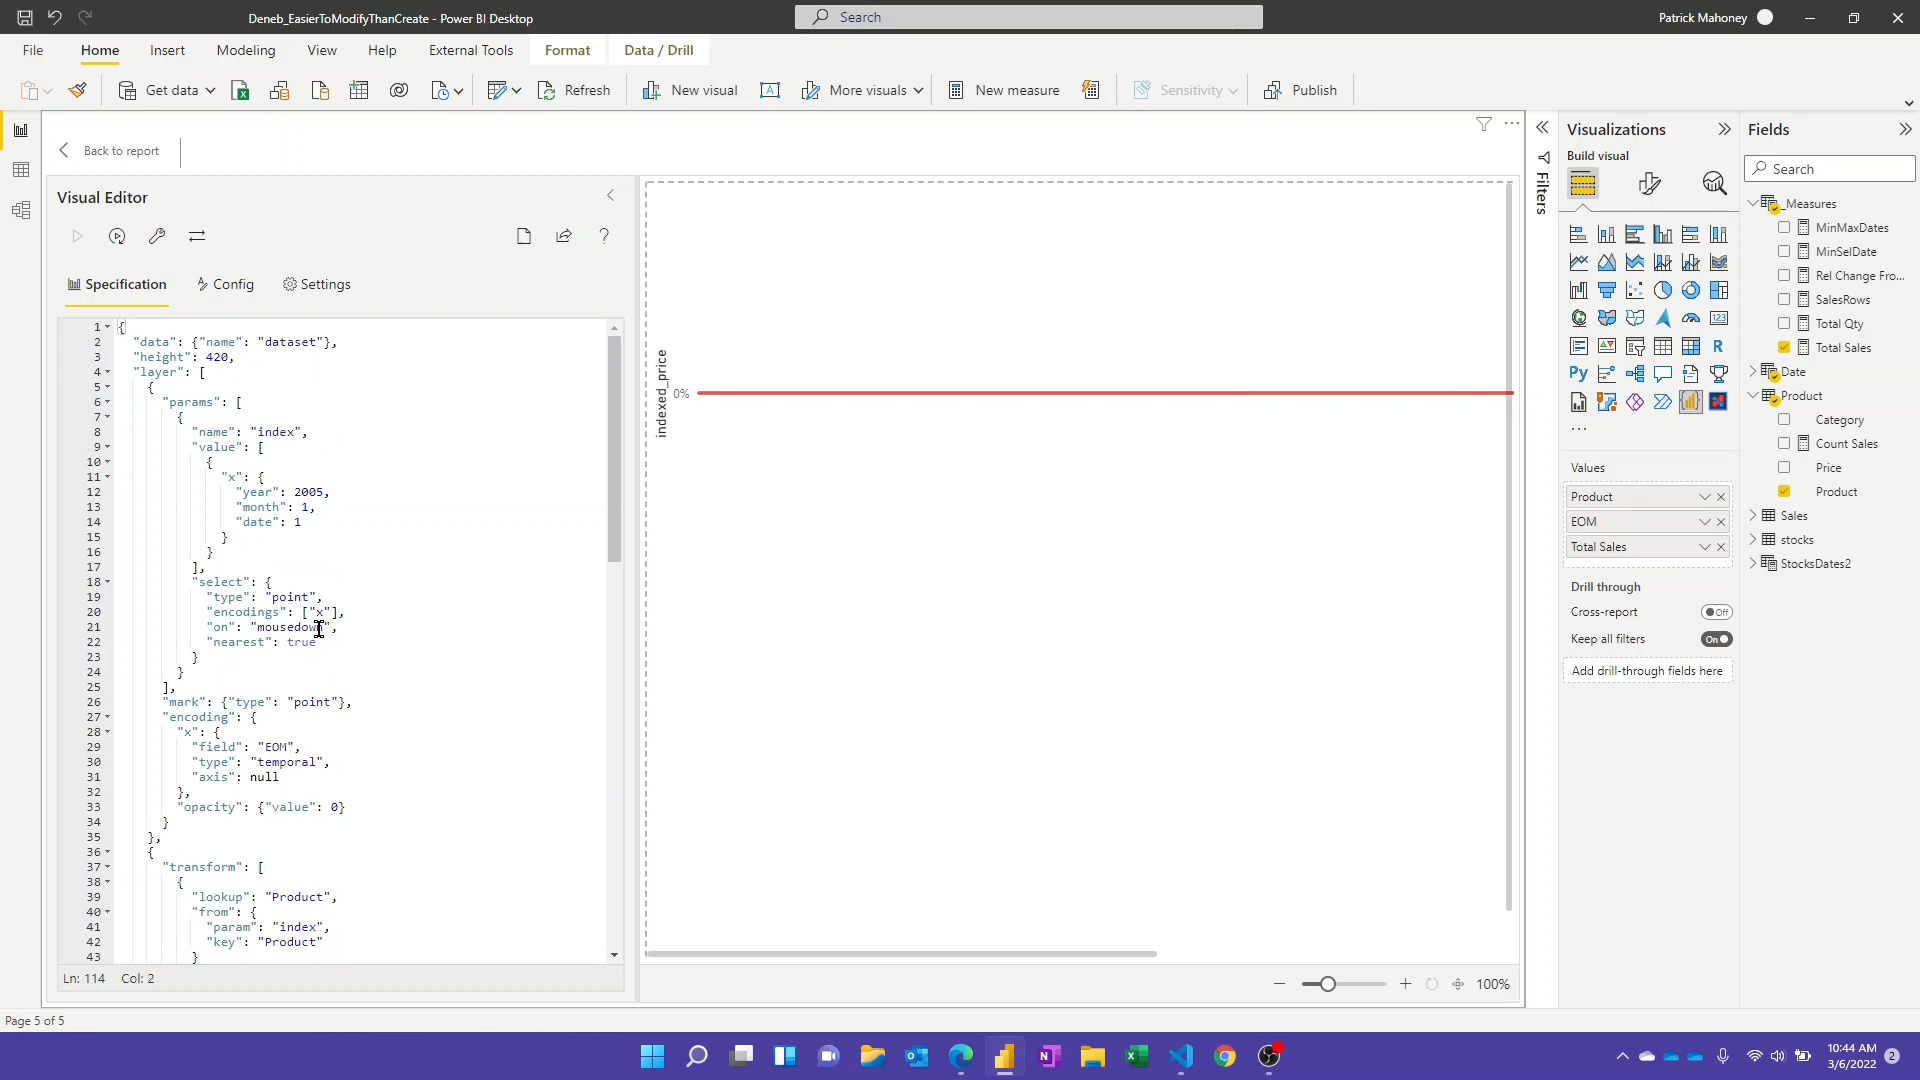 Deneb_EasierToModifyThanCreate - Power BI Desktop
Search
Patrick Mahoney
File
Home
Insert
Modeling
View
Help
External Tools
Format
Data / Drill
Get data
Refresh
New visual
More visuals
New measure
Sensitivity
Publish
Back to report
Visual Editor
Specification
Config
Settings
1 {
2 "data": {"name": "dataset"},
3 "height": 420,
4 "layer": [
5 {
6 "params": [
7 {
8 "name": "index",
9 "value": [
10 {
11 "x": {
12 "year": 2005,
13 "month": 1,
14 "date": 1
15 }
16 }
17 ],
18 "select": {
19 "type": "point",
20 "encodings": ["x"],
21 "on": "mousedown",
22 "nearest": true
23 }
24 }
25 ],
26 "mark": {"type": "point"},
27 "encoding": {
28 "x": {
29 "field": "EOM",
30 "type": "temporal",
31 "axis": null
32 },
33 "opacity": {"value": 0}
34 }
35 },
36 {
37 "transform": [
38 {
39 "lookup": "Product",
40 "from": {
41 "param": "index",
42 "key": "Product"
43 }
Ln: 114 Col: 2
indexed_price
0%
100%
Filters
Visualizations
Build visual
123
R
Py
Values
Product
EOM
Total Sales
Drill through
Cross-report
Off
Keep all filters
On
Add drill-through fields here
Fields
Search
_Measures
MinMaxDates
MinSelDate
Rel Change Fro...
SalesRows
Total Qty
Total Sales
Date
Product
Category
Count Sales
Price
Product
Sales
stocks
StocksDates2
Page 5 of 5
10:44 AM
3/6/2022
2